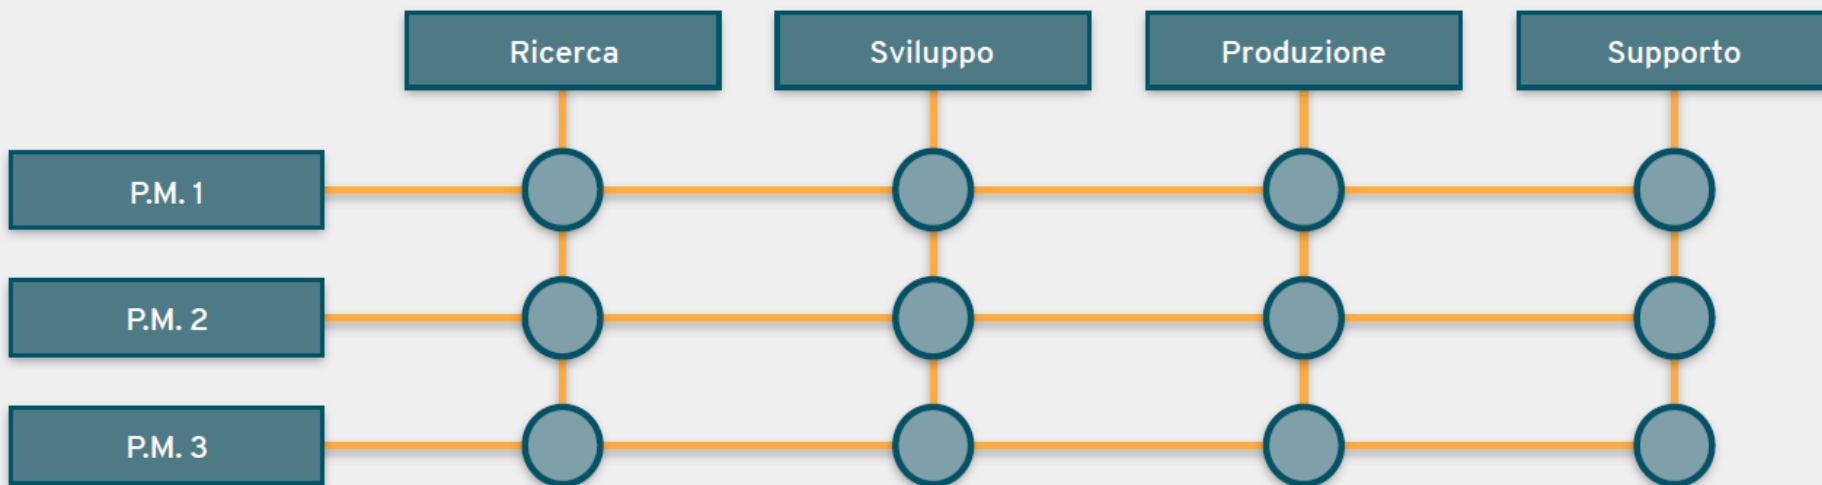 Ricerca
Sviluppo
Produzione
Supporto
P.M. 1
P.M. 2
P.M. 3